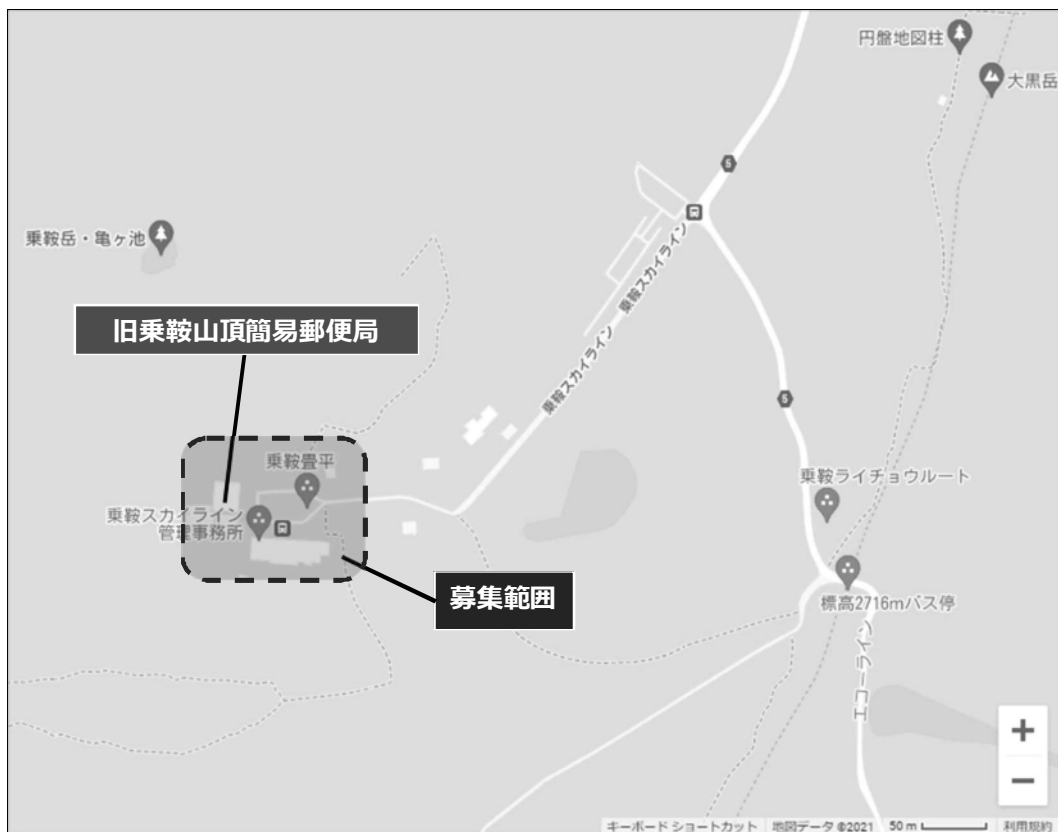 円盤地図柱
大黒岳
5
乗鞍岳・亀ヶ池
乗鞍スカイライン
乗鞍スカイライン
旧乗鞍山頂簡易郵便局
5
乗鞍畳平
乗鞍ライチョウルート
乗鞍スカイライン
管理事務所
募集範囲
標高2716mバス停
エコーライン
+
−
キーボード ショートカット 地図データ ©2021 50 m 利用規約